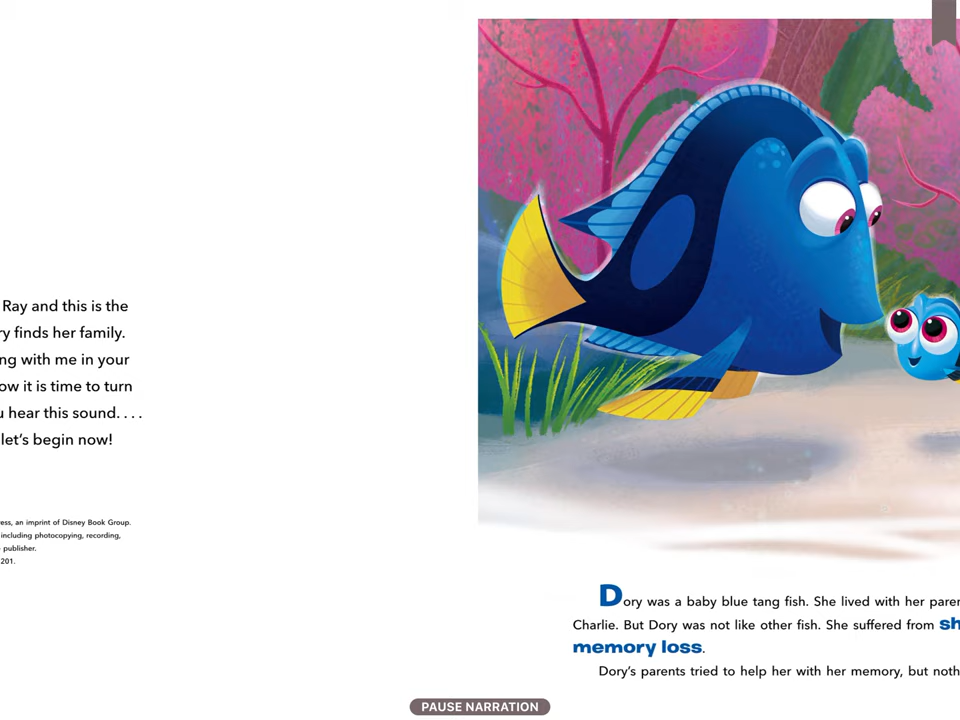 Ray and this is the
ry finds her family.
ng with me in your
ow it is time to turn
u hear this sound. . . .
let's begin now!
ess, an imprint of Disney Book Group.
including photocopying, recording,
publisher.
201.
Dory was a baby blue tang fish. She lived with her paren
Charlie. But Dory was not like other fish. She suffered from sh
memory loss.
Dory's parents tried to help her with her memory, but noth
PAUSE NARRATION